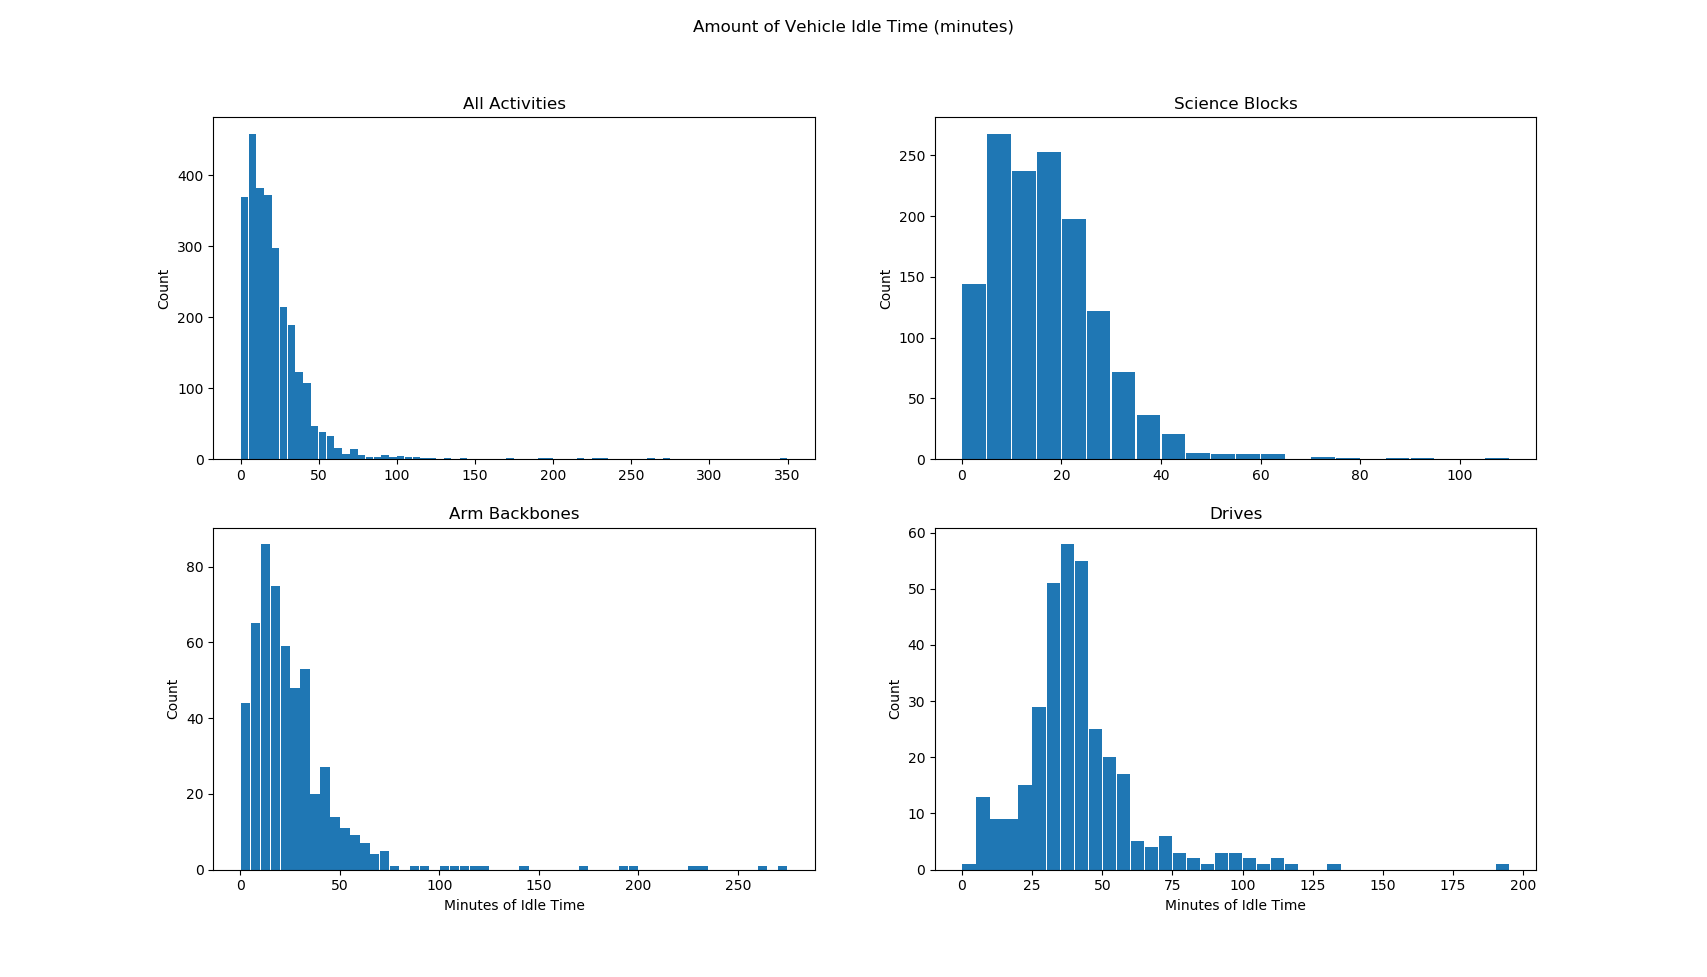 Amount of Vehicle Idle Time (minutes)
All Activities
Count
400
300
200
100
0
0 50 100 150 200 250 300 350
Science Blocks
Count
250
200
150
100
50
0
0 20 40 60 80 100
Arm Backbones
Count
80
60
40
20
0
0 50 100 150 200 250
Minutes of Idle Time
Drives
Count
60
50
40
30
20
10
0
0 25 50 75 100 125 150 175 200
Minutes of Idle Time